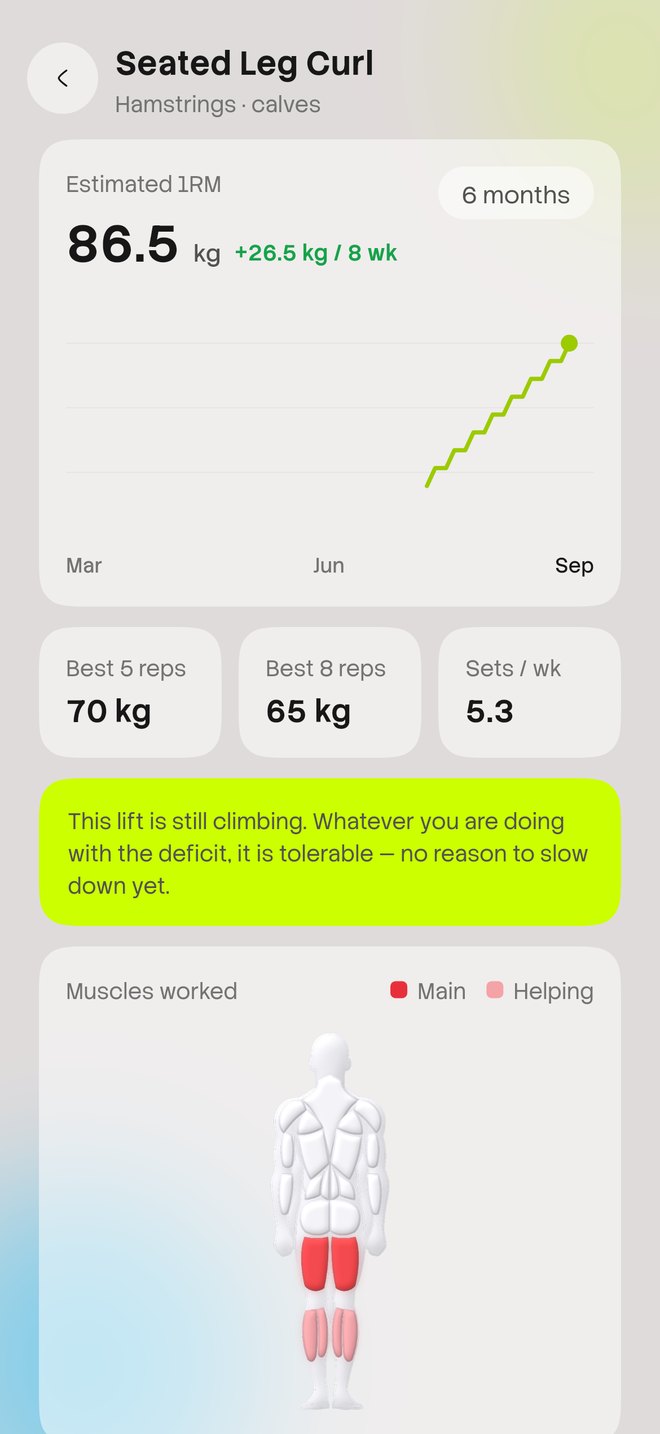 Seated Leg Curl
Hamstrings · calves
Estimated 1RM
6 months
86.5 kg +26.5 kg / 8 wk
Mar Jun Sep
Best 5 reps
70 kg
Best 8 reps
65 kg
Sets / wk
5.3
This lift is still climbing. Whatever you are doing
with the deficit, it is tolerable — no reason to slow
down yet.
Muscles worked
Main Helping